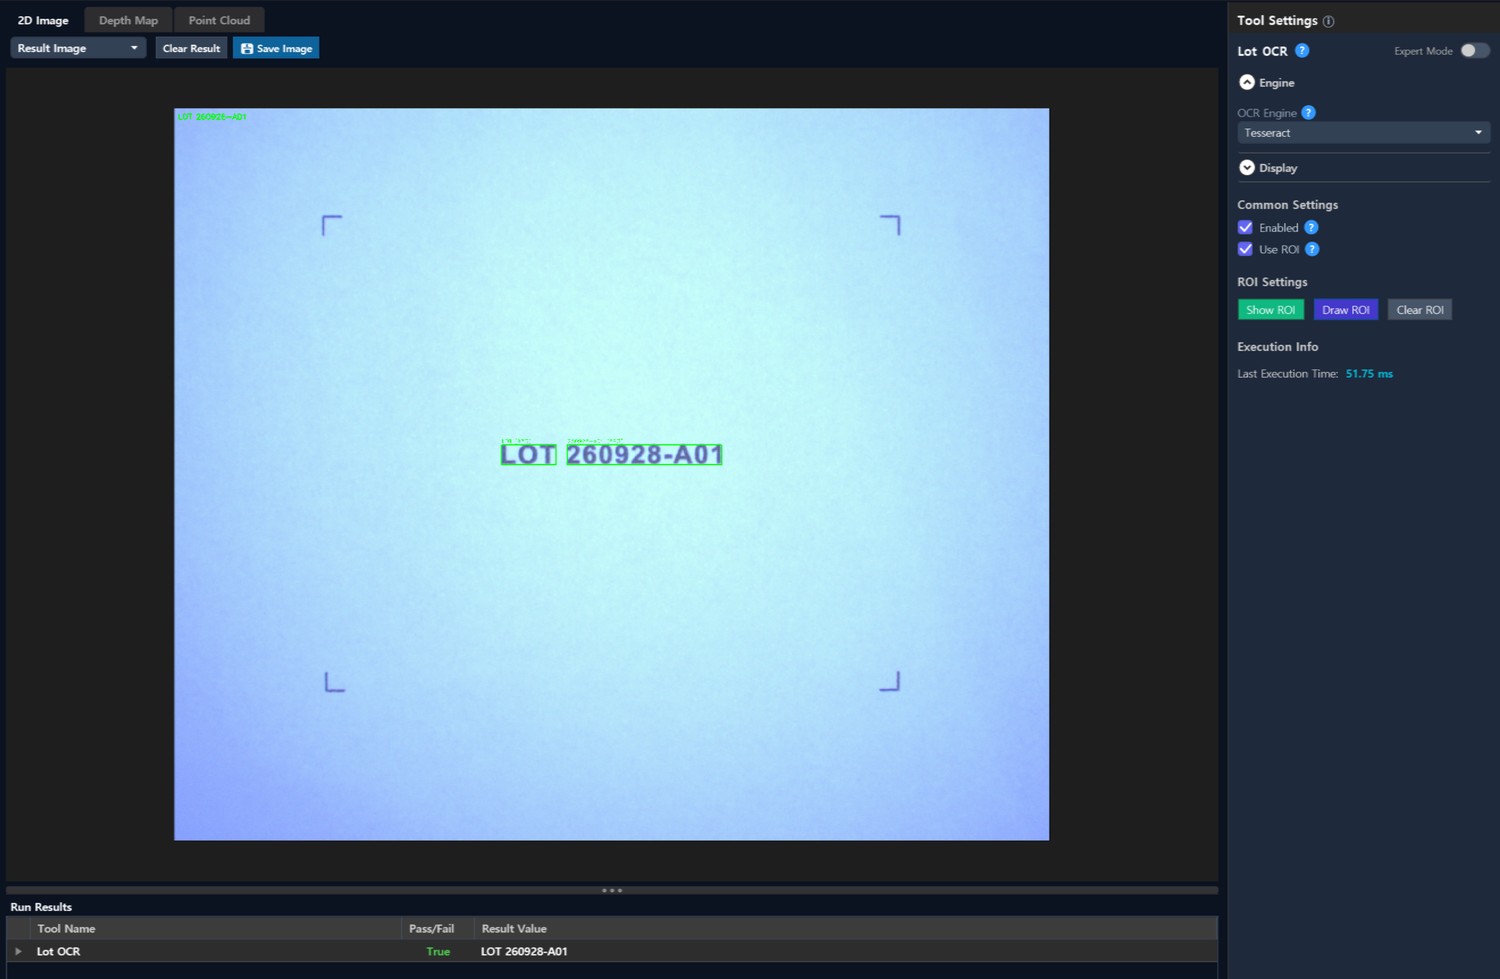 2D Image
Depth Map
Point Cloud
Result Image
Clear Result
Save Image
LOT 260928-A01
LOT 260928-A01
Run Results
Tool Name Pass/Fail Result Value
Lot OCR True LOT 260928-A01
Tool Settings
Lot OCR ? Expert Mode
Engine
OCR Engine ?
Tesseract
Display
Common Settings
Enabled ?
Use ROI ?
ROI Settings
Show ROI Draw ROI Clear ROI
Execution Info
Last Execution Time: 51.75 ms